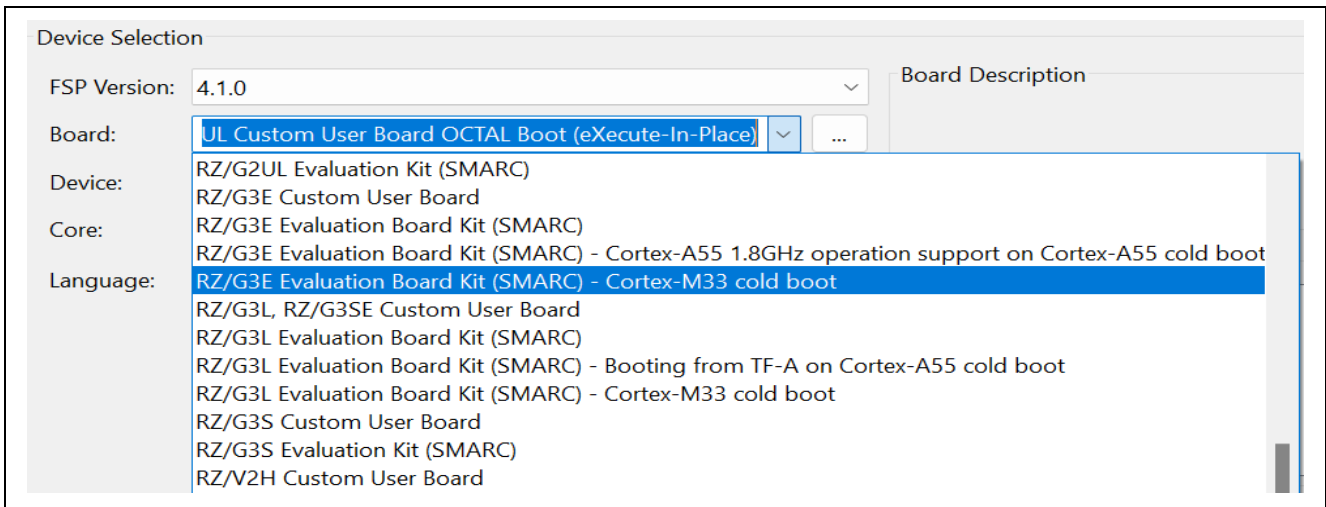 Device Selection
FSP Version:
4.1.0
Board Description
Board:
UL Custom User Board OCTAL Boot (eXecute-In-Place)
...
Device:
Core:
Language:
RZ/G2UL Evaluation Kit (SMARC)
RZ/G3E Custom User Board
RZ/G3E Evaluation Board Kit (SMARC)
RZ/G3E Evaluation Board Kit (SMARC) - Cortex-A55 1.8GHz operation support on Cortex-A55 cold boot
RZ/G3E Evaluation Board Kit (SMARC) - Cortex-M33 cold boot
RZ/G3L, RZ/G3SE Custom User Board
RZ/G3L Evaluation Board Kit (SMARC)
RZ/G3L Evaluation Board Kit (SMARC) - Booting from TF-A on Cortex-A55 cold boot
RZ/G3L Evaluation Board Kit (SMARC) - Cortex-M33 cold boot
RZ/G3S Custom User Board
RZ/G3S Evaluation Kit (SMARC)
RZ/V2H Custom User Board